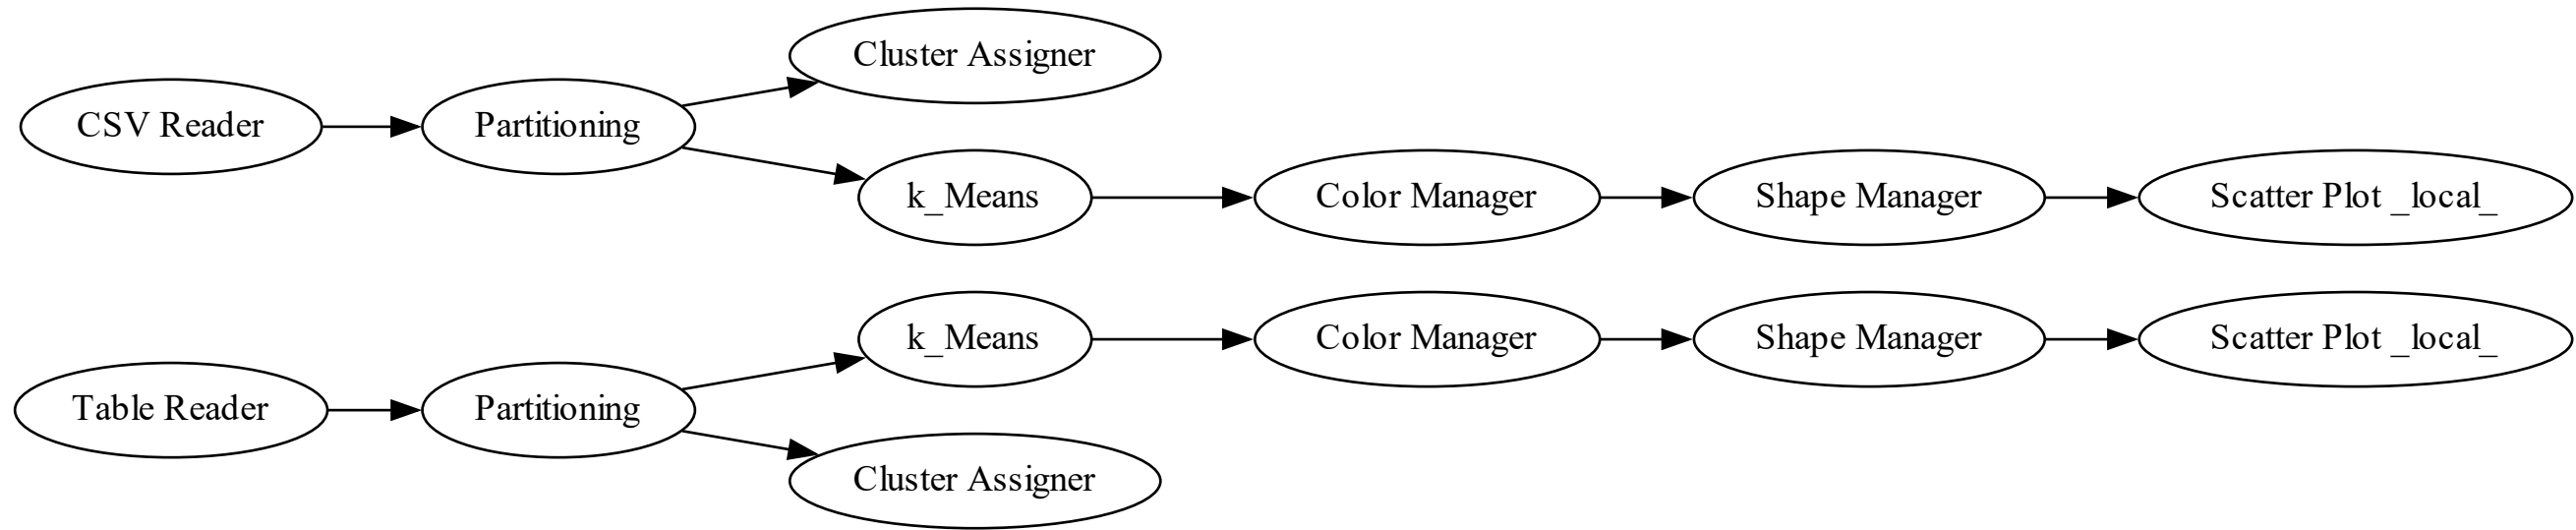 Cluster Assigner
CSV Reader
Partitioning
k_Means
Color Manager
Shape Manager
Scatter Plot _local_
k_Means
Color Manager
Shape Manager
Scatter Plot _local_
Table Reader
Partitioning
Cluster Assigner